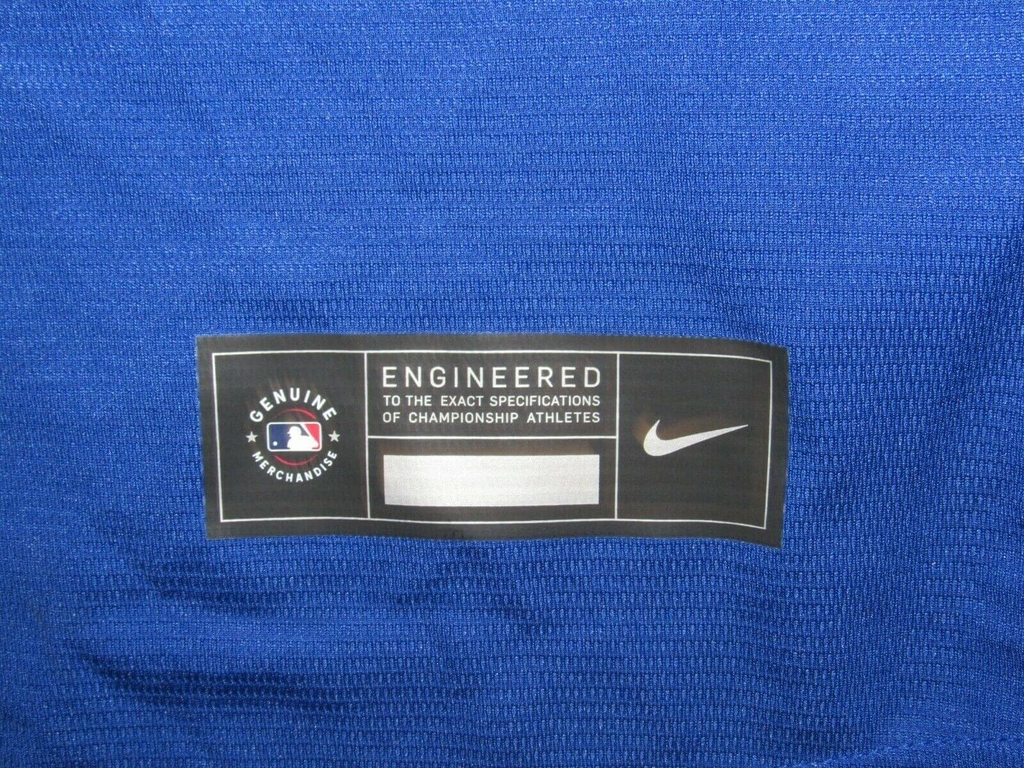 GENUINE
MERCHANDISE
ENGINEERED
TO THE EXACT SPECIFICATIONS
OF CHAMPIONSHIP ATHLETES